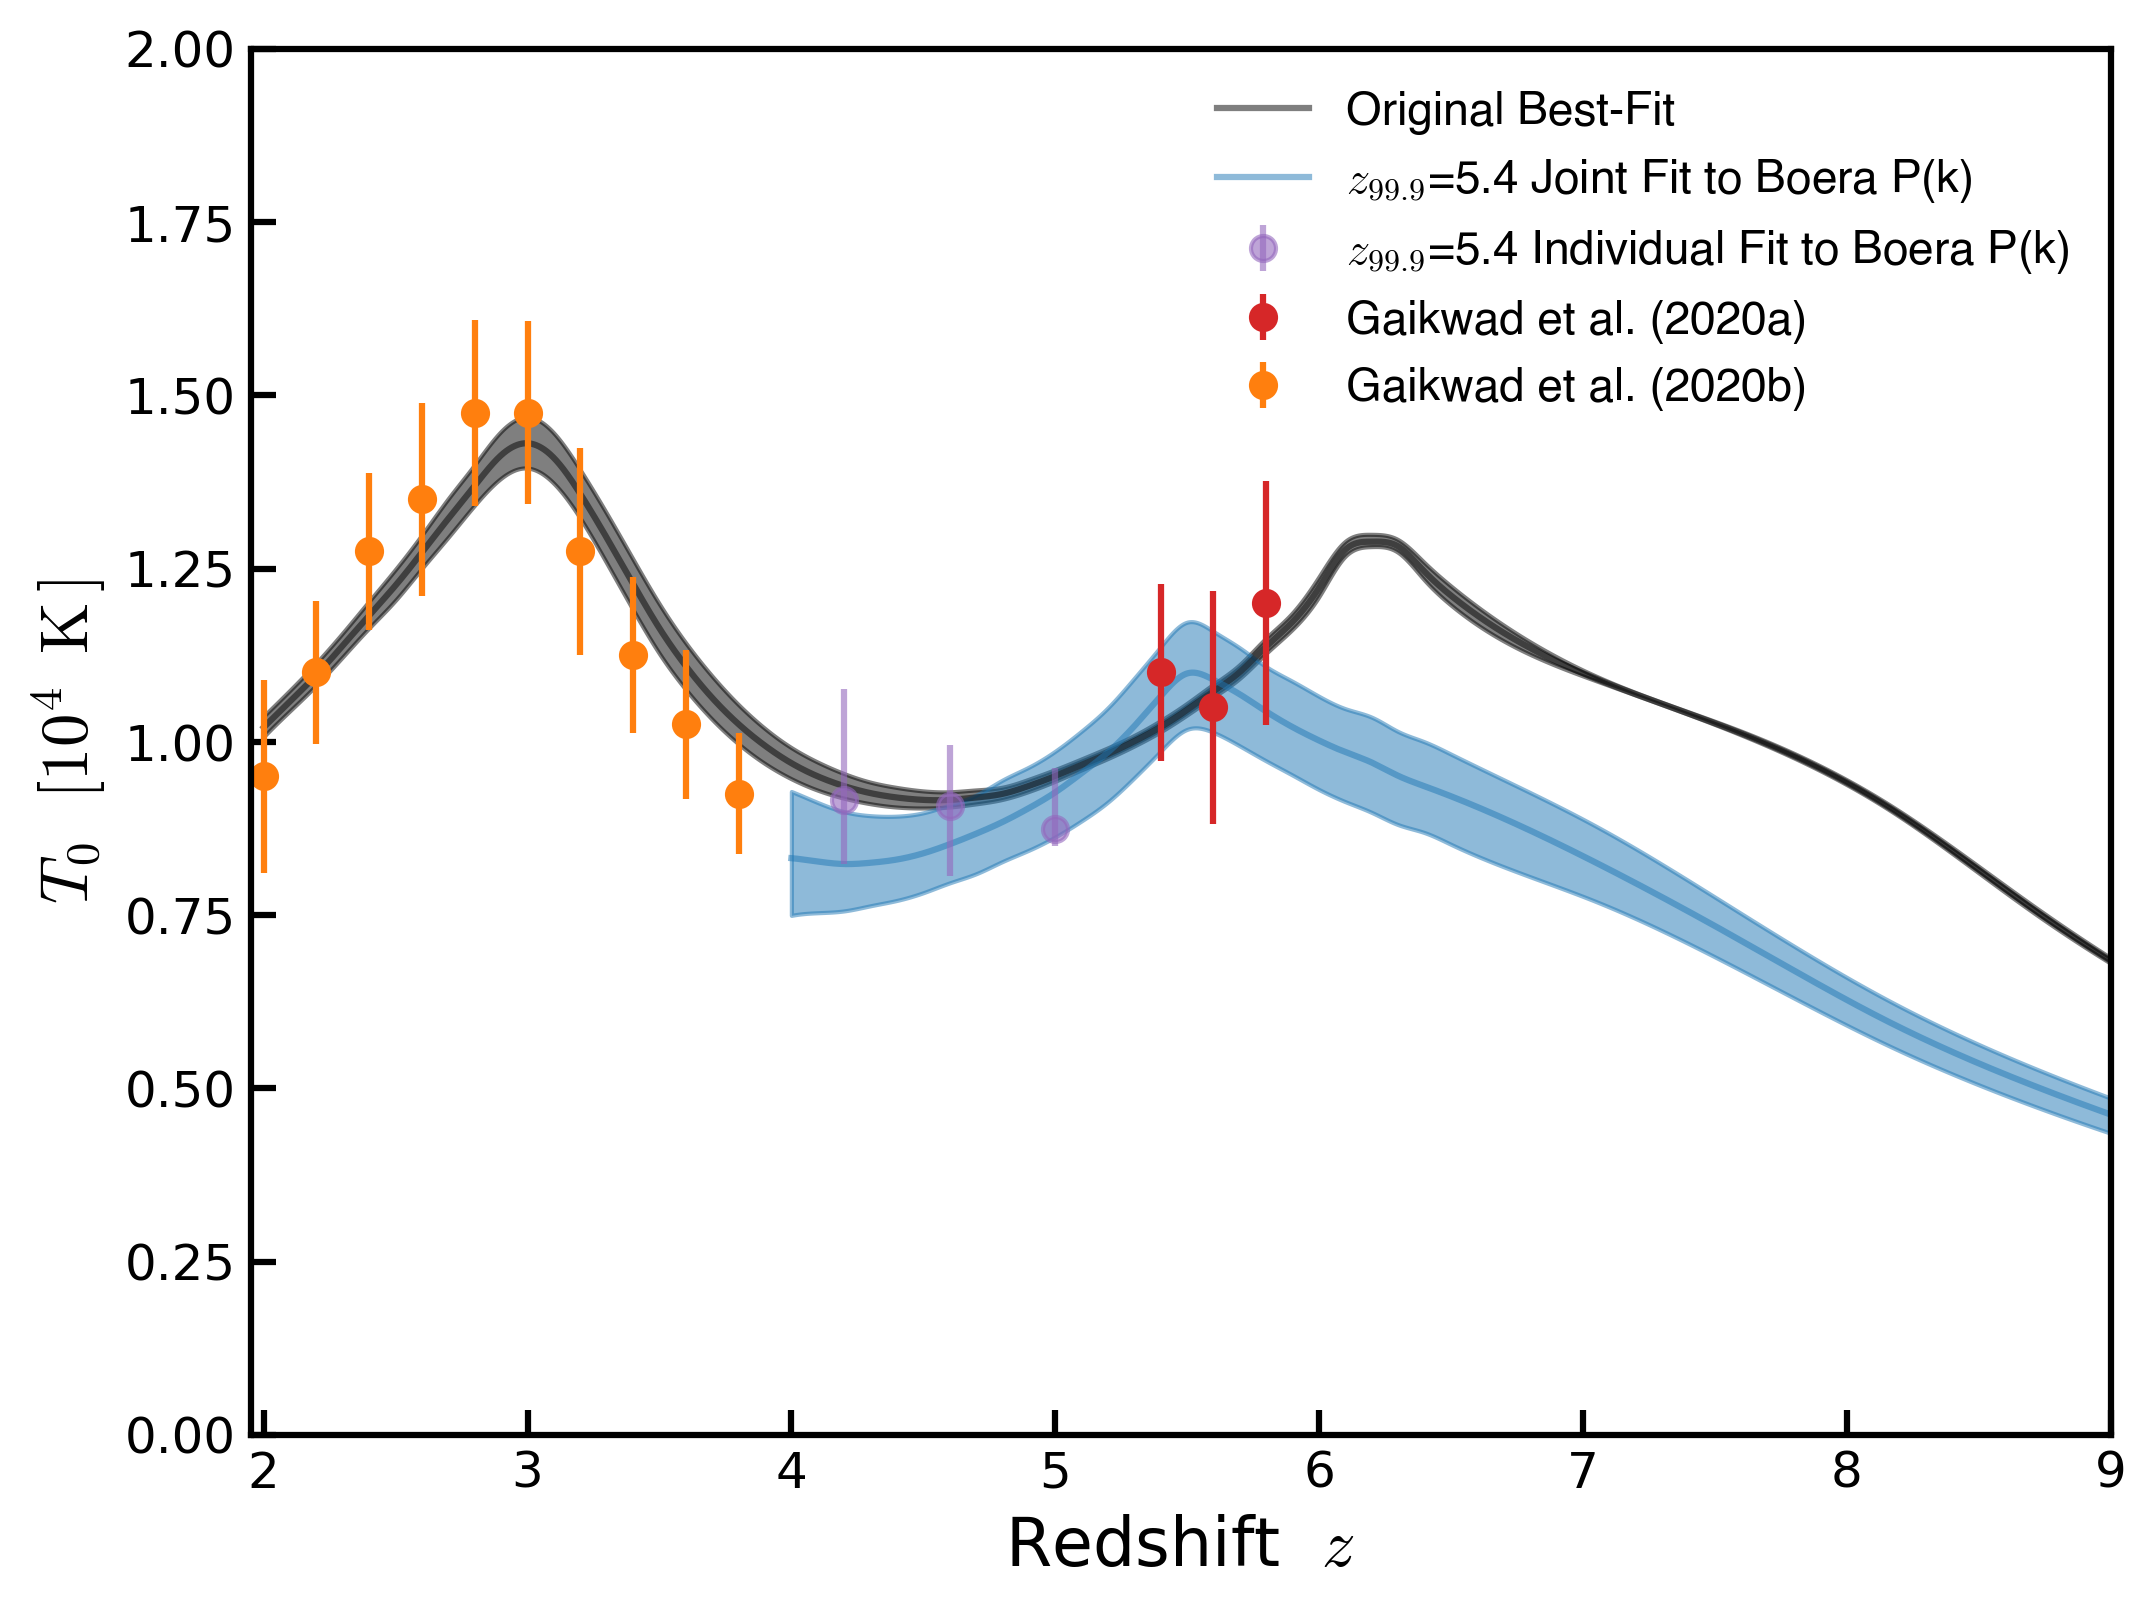 2.00
1.75
1.50
1.25
1.00
0.75
0.50
0.25
0.00
T₀ [10⁴ K]
Original Best-Fit
z₉₉.₉=5.4 Joint Fit to Boera P(k)
z₉₉.₉=5.4 Individual Fit to Boera P(k)
Gaikwad et al. (2020a)
Gaikwad et al. (2020b)
2 3 4 5 6 7 8 9
Redshift z